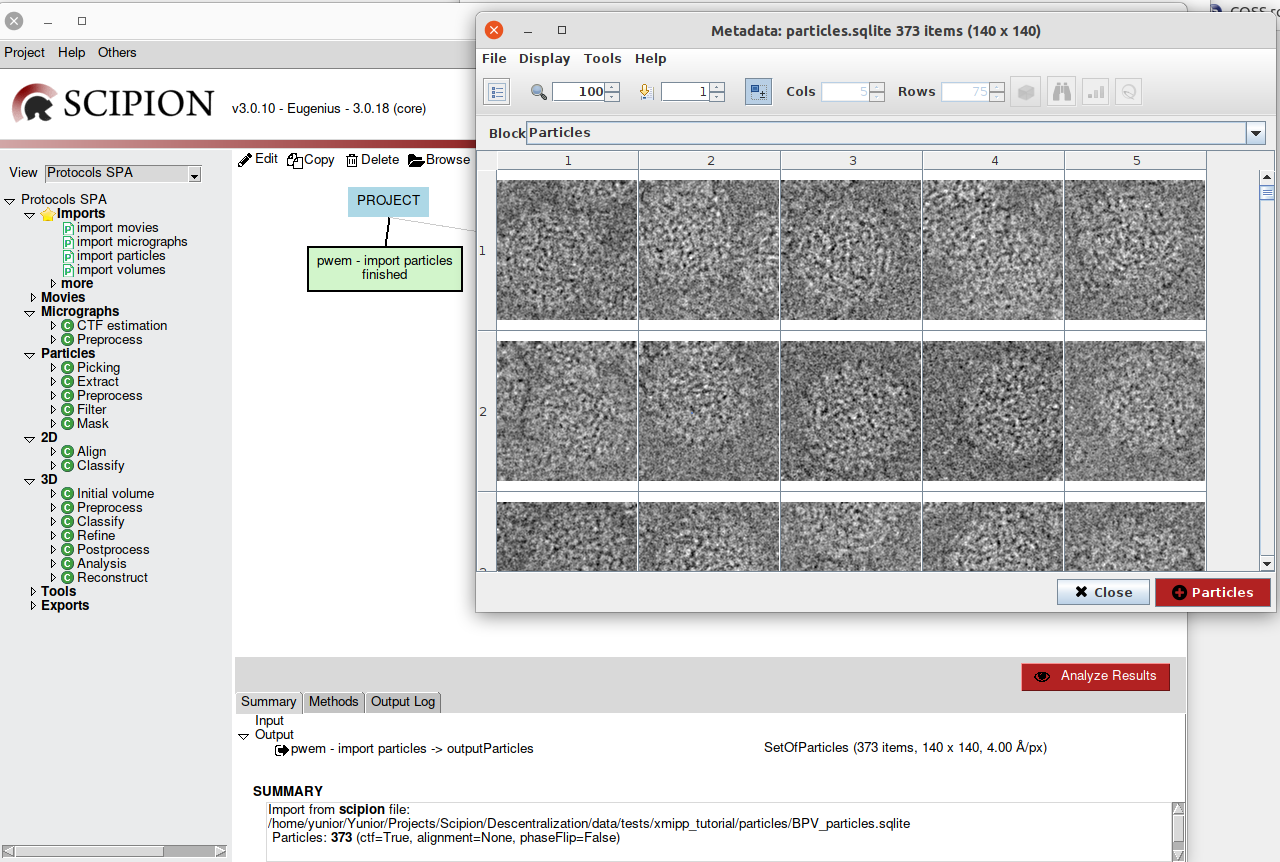 Project Help Others
SCIPION
v3.0.10 - Eugenius - 3.0.18 (core)
View Protocols SPA
Protocols SPA
Imports
import movies
import micrographs
import particles
import volumes
more
Movies
Micrographs
CTF estimation
Preprocess
Particles
Picking
Extract
Preprocess
Filter
Mask
2D
Align
Classify
3D
Initial volume
Preprocess
Classify
Refine
Postprocess
Analysis
Reconstruct
Tools
Exports
Edit Copy Delete Browse
PROJECT
pwem - import particles
finished
Metadata: particles.sqlite 373 items (140 x 140)
File Display Tools Help
100 1 Cols 5 Rows 75
Block Particles
1 2 3 4 5
1
2
Close Particles
Analyze Results
Summary Methods Output Log
Input
Output
pwem - import particles -> outputParticles SetOfParticles (373 items, 140 x 140, 4.00 Å/px)
SUMMARY
Import from scipion file:
/home/yunior/Yunior/Projects/Scipion/Descentralization/data/tests/xmipp_tutorial/particles/BPV_particles.sqlite
Particles: 373 (ctf=True, alignment=None, phaseFlip=False)